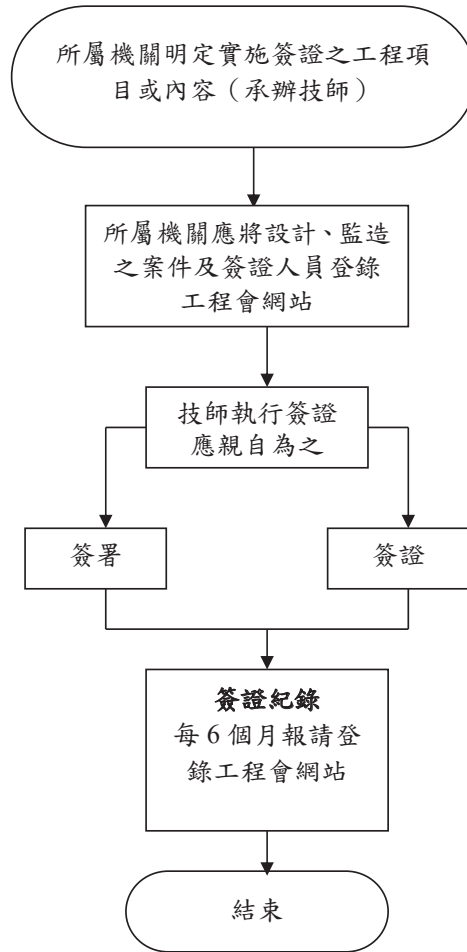 所屬機關明定實施簽證之工程項
目或內容（承辦技師）
所屬機關應將設計、監造
之案件及簽證人員登錄
工程會網站
技師執行簽證
應親自為之
簽署
簽證
簽證紀錄
每 6 個月報請登
錄工程會網站
結束